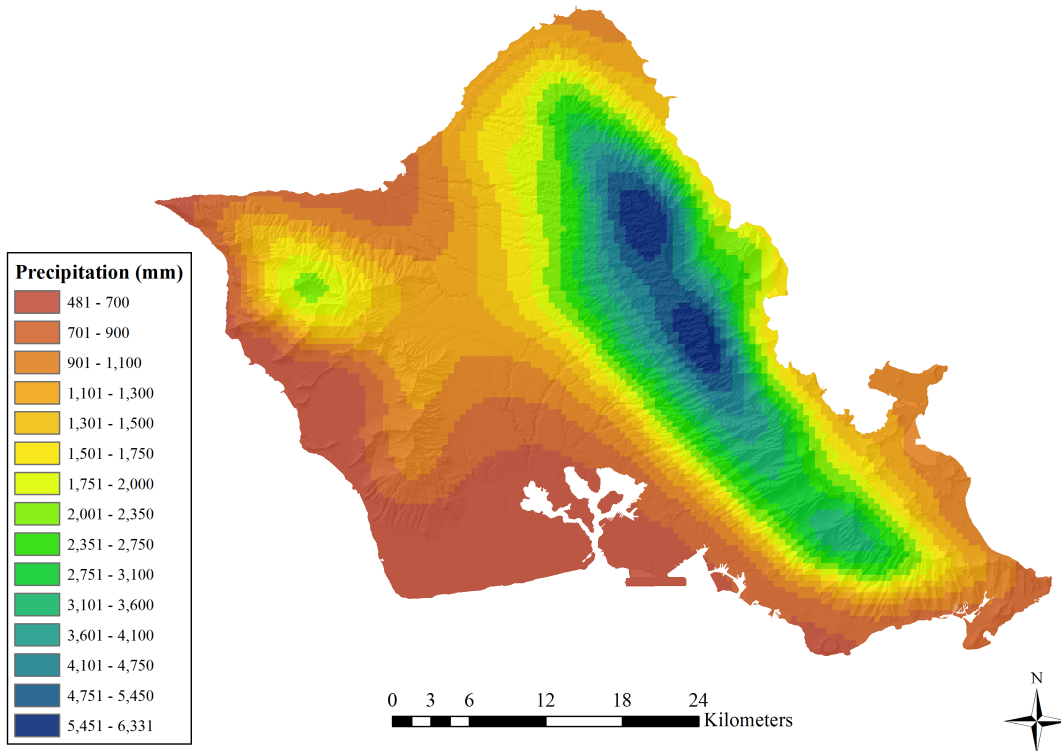 Precipitation (mm)
481 - 700
701 - 900
901 - 1,100
1,101 - 1,300
1,301 - 1,500
1,501 - 1,750
1,751 - 2,000
2,001 - 2,350
2,351 - 2,750
2,751 - 3,100
3,101 - 3,600
3,601 - 4,100
4,101 - 4,750
4,751 - 5,450
5,451 - 6,331
0 3 6 12 18 24
Kilometers
N